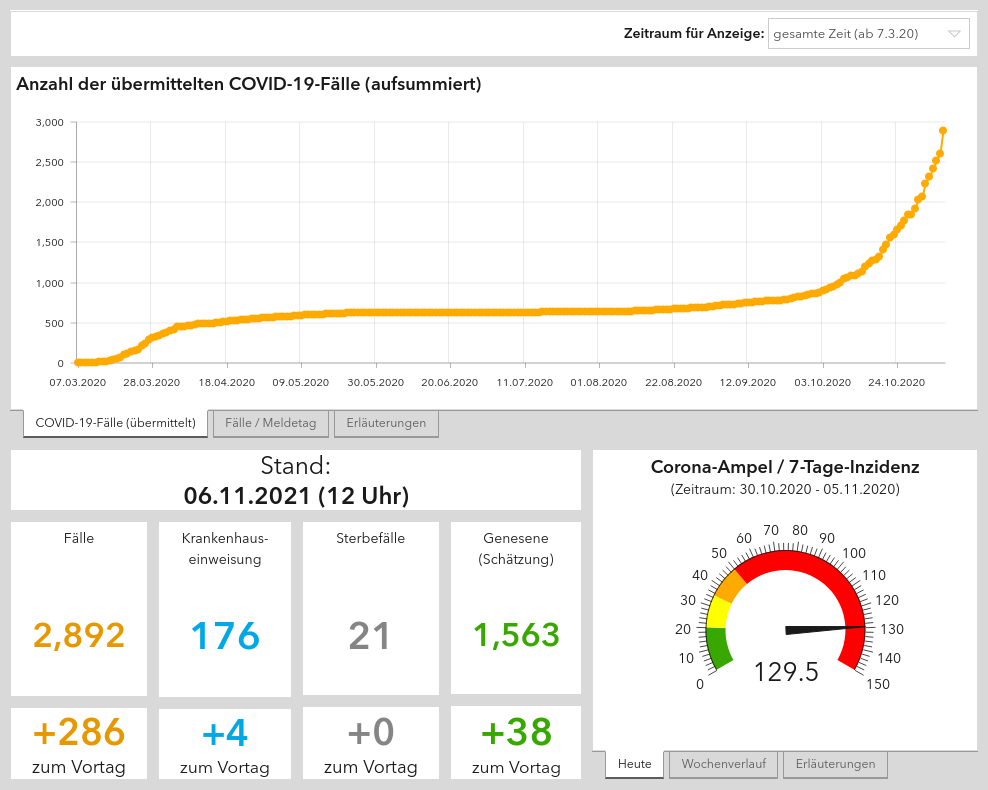 Zeitraum für Anzeige: gesamte Zeit (ab 7.3.20)
Anzahl der übermittelten COVID-19-Fälle (aufsummiert)
3,000
2,500
2,000
1,500
1,000
500
0
07.03.2020 28.03.2020 18.04.2020 09.05.2020 30.05.2020 20.06.2020 11.07.2020 01.08.2020 22.08.2020 12.09.2020 03.10.2020 24.10.2020
COVID-19-Fälle (übermittelt) Fälle / Meldetag Erläuterungen
Stand:
06.11.2021 (12 Uhr)
Fälle
2,892
+286
zum Vortag
Krankenhaus-
einweisung
176
+4
zum Vortag
Sterbefälle
21
+0
zum Vortag
Genesene
(Schätzung)
1,563
+38
zum Vortag
Corona-Ampel / 7-Tage-Inzidenz
(Zeitraum: 30.10.2020 - 05.11.2020)
0
10
20
30
40
50
60
70
80
90
100
110
120
130
140
150
129.5
Heute Wochenverlauf Erläuterungen